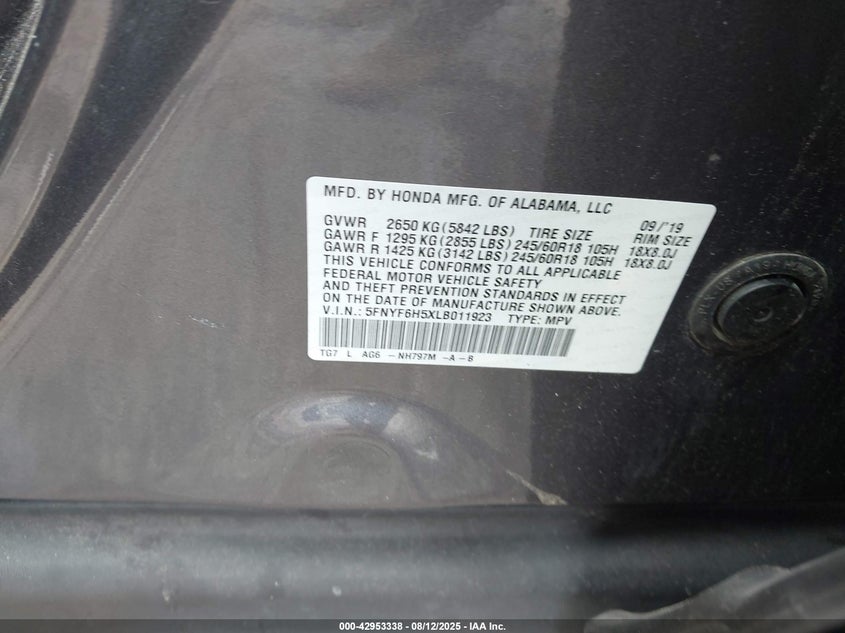 MFD. BY HONDA MFG. OF ALABAMA, LLC
GVWR 2650 KG (5842 LBS) TIRE SIZE 09/'19 RIM SIZE
GAWR F 1295 KG (2855 LBS) 245/60R18 105H 18X8.0J
GAWR R 1425 KG (3142 LBS) 245/60R18 105H 18X8.0J
THIS VEHICLE CONFORMS TO ALL APPLICABLE
FEDERAL MOTOR VEHICLE SAFETY
AND THEFT PREVENTION STANDARDS IN EFFECT
ON THE DATE OF MANUFACTURE SHOWN ABOVE.
V.I.N.: 5FNYF6H5XLB011923 TYPE: MPV
TG7 L AG6 -NH797M -A-B
000-42953338 - 08/12/2025 - IAA Inc.